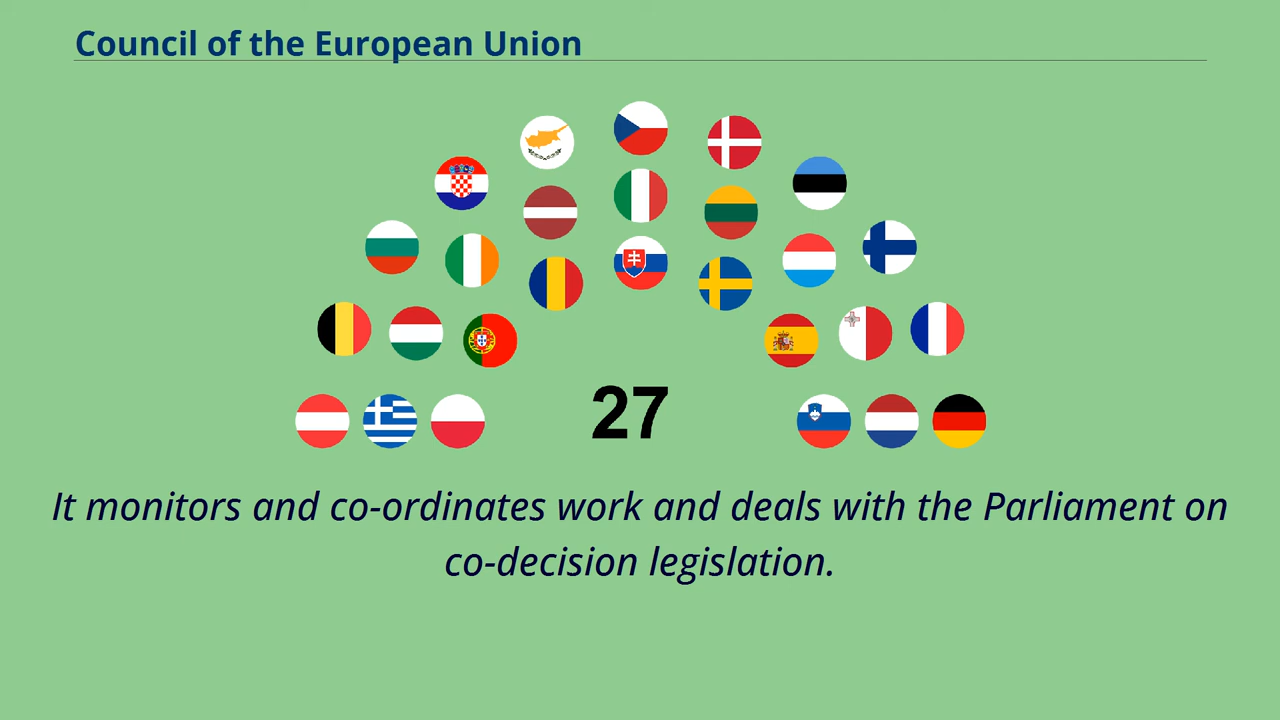 Council of the European Union
27
It monitors and co-ordinates work and deals with the Parliament on
co-decision legislation.